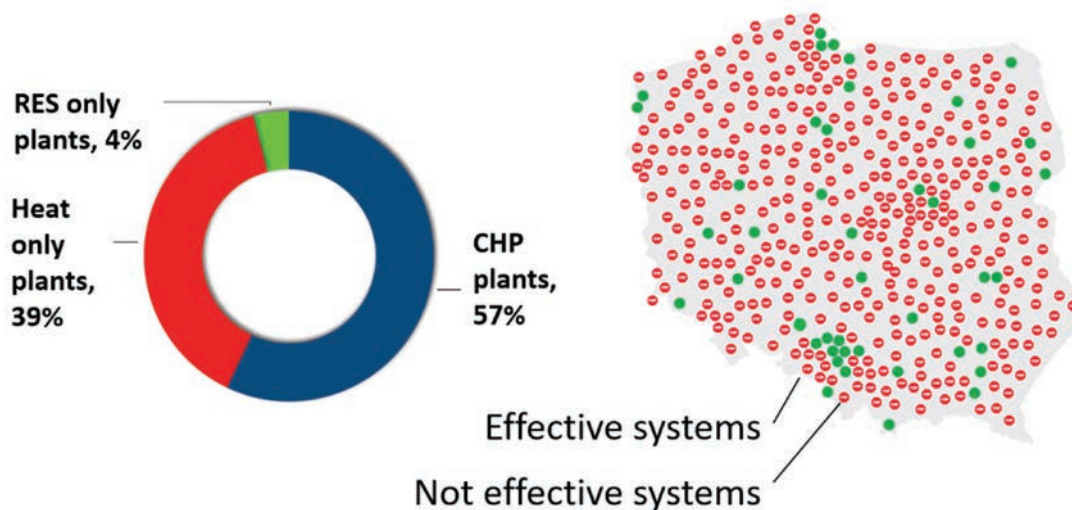 RES only
plants, 4%
Heat
only
plants,
39%
CHP
plants,
57%
Effective systems
Not effective systems